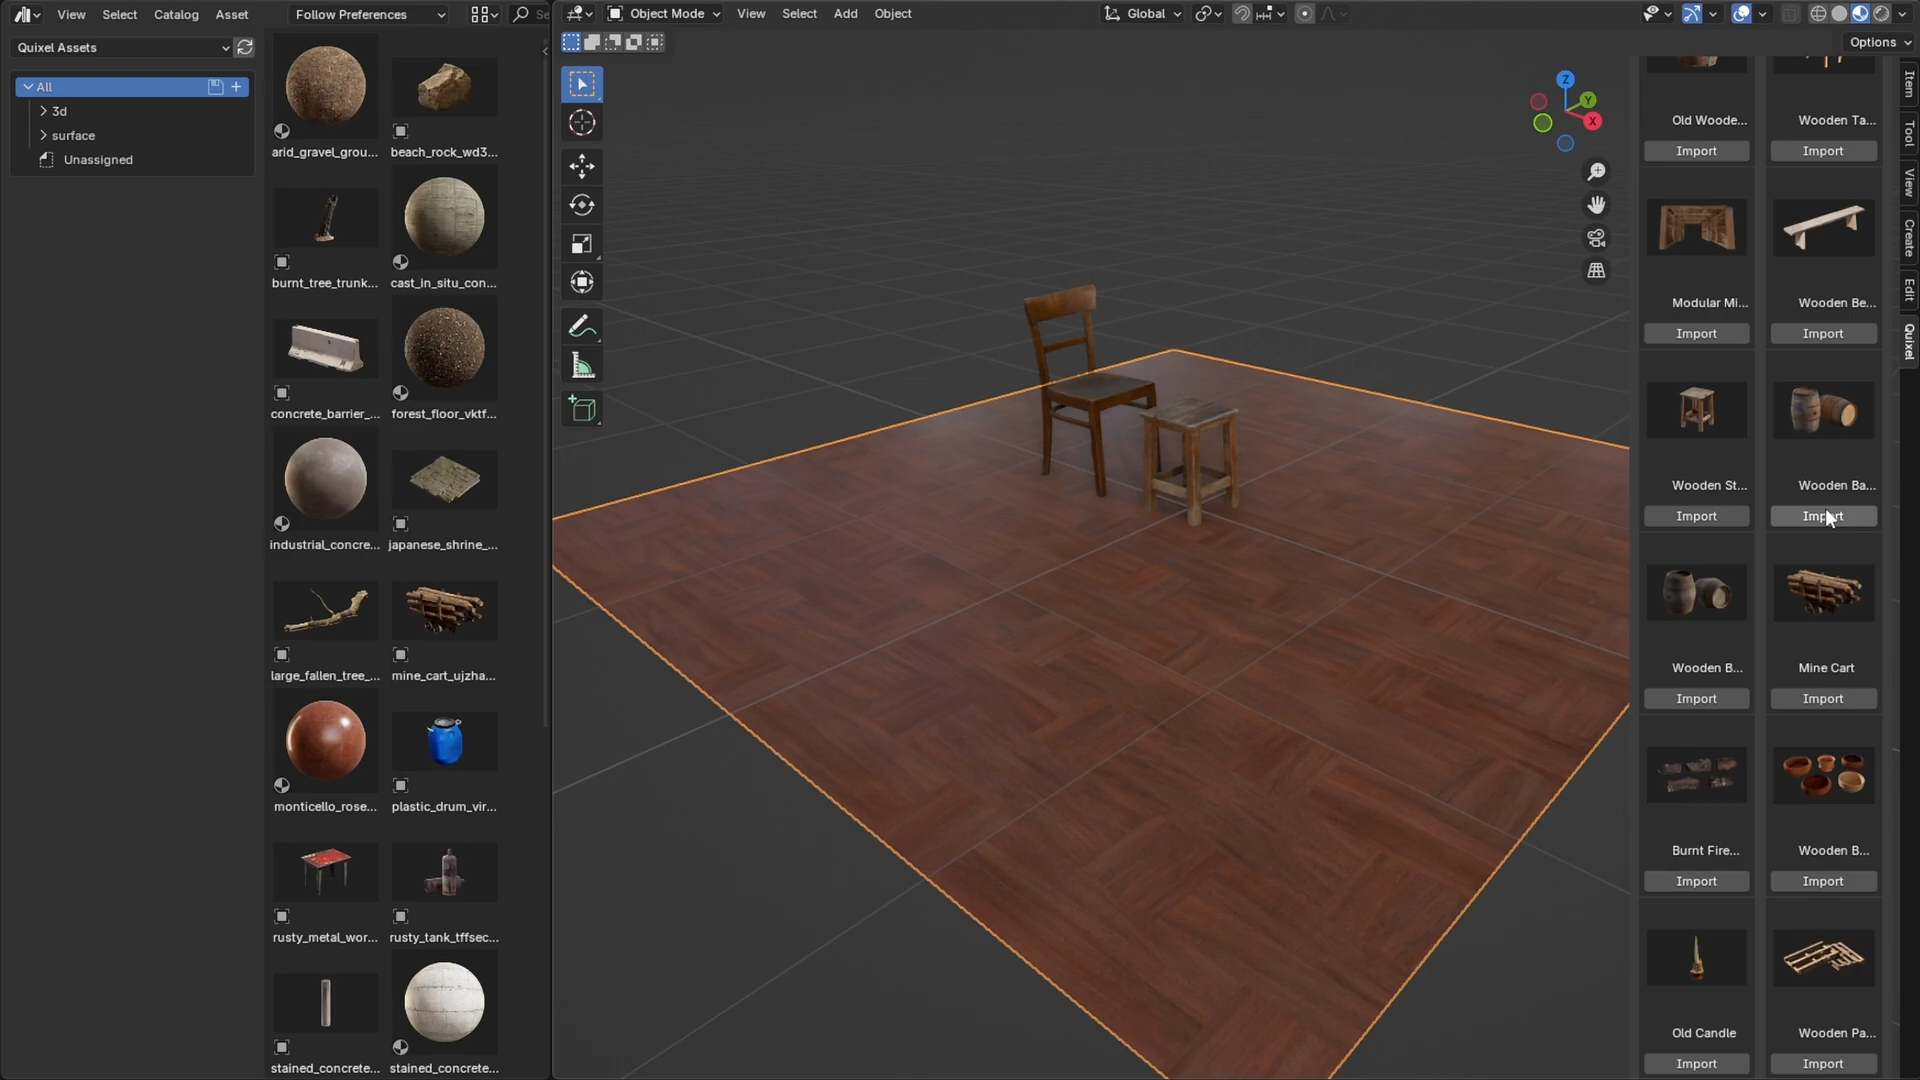 View Select Catalog Asset Follow Preferences
Object Mode View Select Add Object Global
Quixel Assets
Options
All
3d
surface
Unassigned
arid_gravel_grou... beach_rock_wd3...
burnt_tree_trunk... cast_in_situ_con...
concrete_barrier_... forest_floor_vktf...
industrial_concre... japanese_shrine_...
large_fallen_tree_... mine_cart_ujzha...
monticello_rose... plastic_drum_vir...
rusty_metal_wor... rusty_tank_tffsec...
stained_concrete... stained_concrete...
Z
Y
X
Old Woode... Wooden Ta...
Import Import
Modular Mi... Wooden Be...
Import Import
Wooden St... Wooden Ba...
Import Import
Wooden B... Mine Cart
Import Import
Burnt Fire... Wooden B...
Import Import
Old Candle Wooden Pa...
Import Import
Item
Tool
View
Create
Edit
Quixel